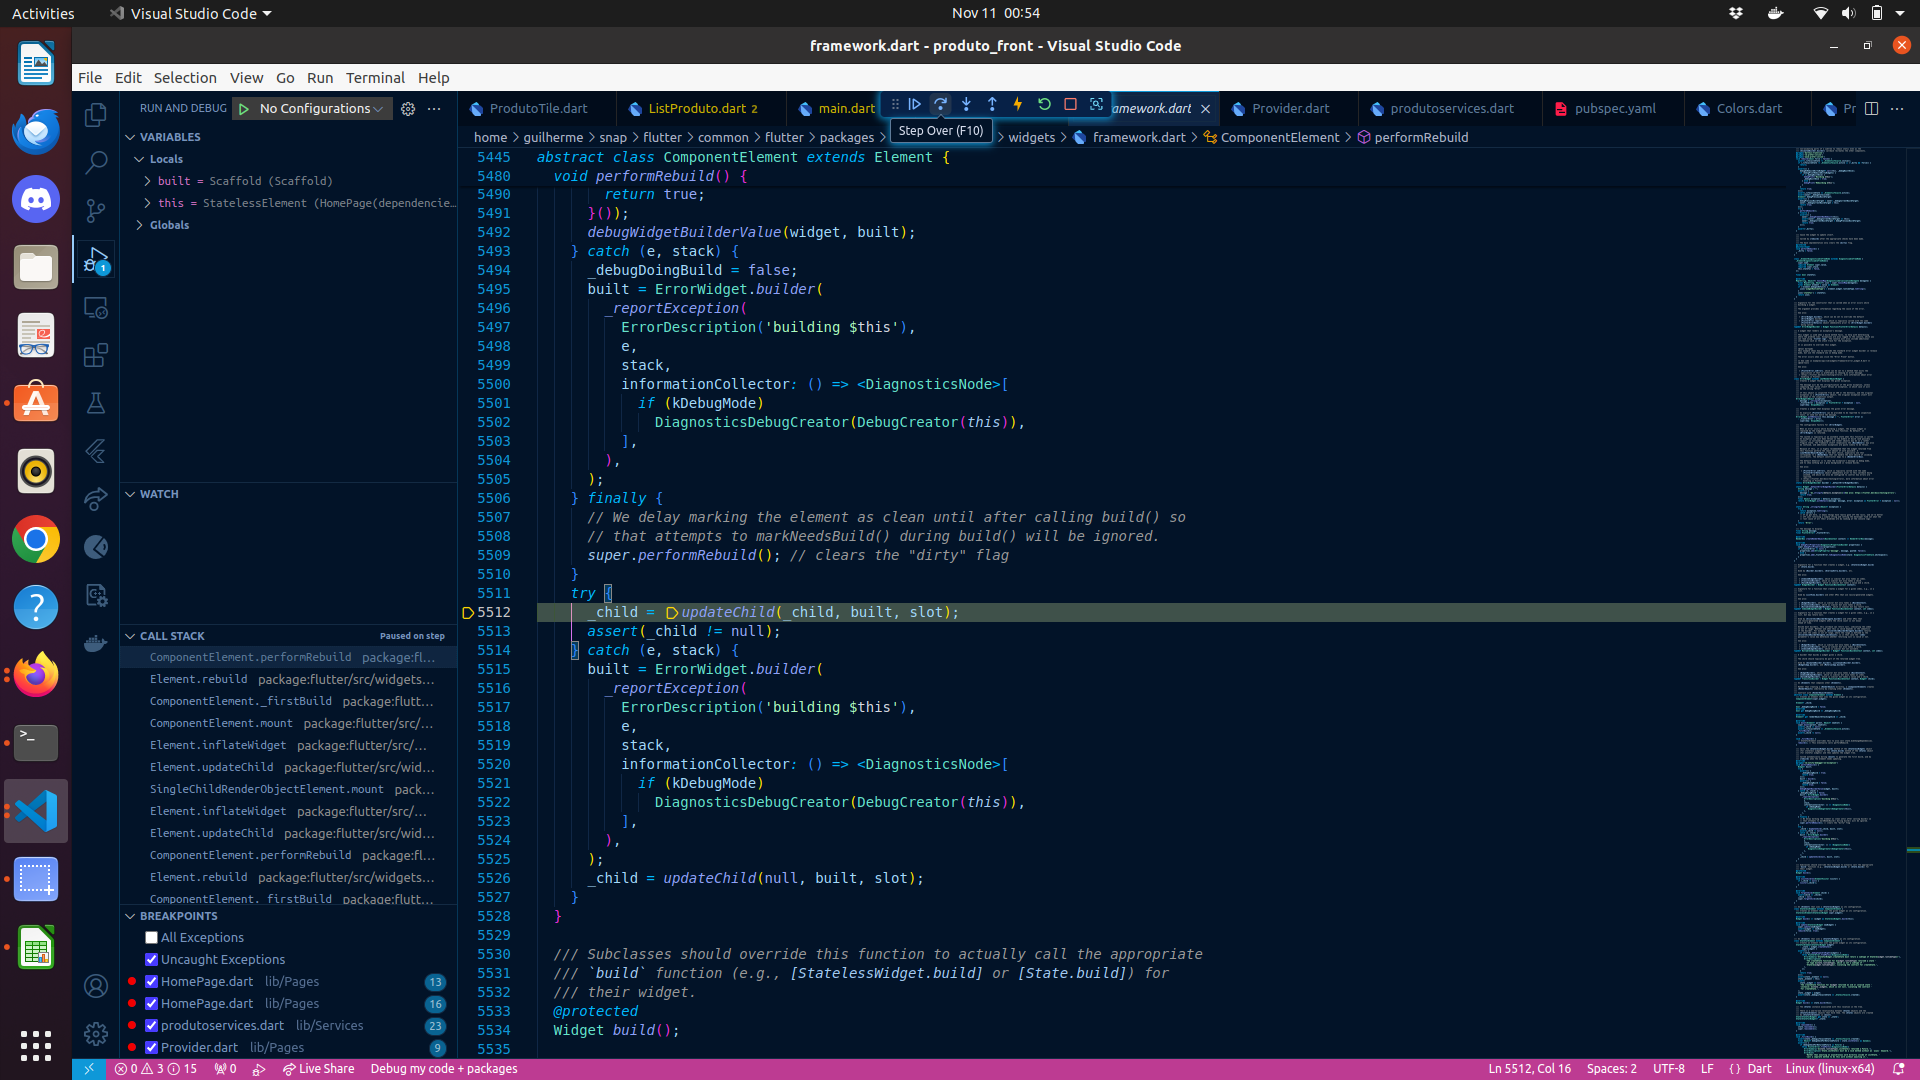 Activities
Visual Studio Code
Nov 11 00:54
framework.dart - produto_front - Visual Studio Code
File Edit Selection View Go Run Terminal Help
RUN AND DEBUG No Configurations
ProdutoTile.dart
ListProduto.dart 2
main.dart
amework.dart
Provider.dart
produtoservices.dart
pubspec.yaml
Colors.dart
Pr
home > guilherme > snap > flutter > common > flutter > packages > widgets > framework.dart > ComponentElement > performRebuild
Step Over (F10)
VARIABLES
Locals
built = Scaffold (Scaffold)
this = StatelessElement (HomePage(dependencie…
Globals
WATCH
CALL STACK Paused on step
ComponentElement.performRebuild package:fl…
Element.rebuild package:flutter/src/widgets…
ComponentElement._firstBuild package:flutt…
ComponentElement.mount package:flutter/src/…
Element.inflateWidget package:flutter/src/…
Element.updateChild package:flutter/src/wid…
SingleChildRenderObjectElement.mount pack…
Element.inflateWidget package:flutter/src/…
Element.updateChild package:flutter/src/wid…
ComponentElement.performRebuild package:fl…
Element.rebuild package:flutter/src/widgets…
ComponentElement._firstBuild package:flutt…
BREAKPOINTS
All Exceptions
Uncaught Exceptions
HomePage.dart lib/Pages 13
HomePage.dart lib/Pages 16
produtoservices.dart lib/Services 23
Provider.dart lib/Pages 9
5445 abstract class ComponentElement extends Element {
5480 void performRebuild() {
5490 return true;
5491 }());
5492 debugWidgetBuilderValue(widget, built);
5493 } catch (e, stack) {
5494 _debugDoingBuild = false;
5495 built = ErrorWidget.builder(
5496 _reportException(
5497 ErrorDescription('building $this'),
5498 e,
5499 stack,
5500 informationCollector: () => <DiagnosticsNode>[
5501 if (kDebugMode)
5502 DiagnosticsDebugCreator(DebugCreator(this)),
5503 ],
5504 ),
5505 );
5506 } finally {
5507 // We delay marking the element as clean until after calling build() so
5508 // that attempts to markNeedsBuild() during build() will be ignored.
5509 super.performRebuild(); // clears the "dirty" flag
5510 }
5511 try {
5512 _child = updateChild(_child, built, slot);
5513 assert(_child != null);
5514 } catch (e, stack) {
5515 built = ErrorWidget.builder(
5516 _reportException(
5517 ErrorDescription('building $this'),
5518 e,
5519 stack,
5520 informationCollector: () => <DiagnosticsNode>[
5521 if (kDebugMode)
5522 DiagnosticsDebugCreator(DebugCreator(this)),
5523 ],
5524 ),
5525 );
5526 _child = updateChild(null, built, slot);
5527 }
5528 }
5529
5530 /// Subclasses should override this function to actually call the appropriate
5531 /// `build` function (e.g., [StatelessWidget.build] or [State.build]) for
5532 /// their widget.
5533 @protected
5534 Widget build();
5535
0 3 15 0 Live Share Debug my code + packages
Ln 5512, Col 16 Spaces: 2 UTF-8 LF {} Dart Linux (linux-x64)